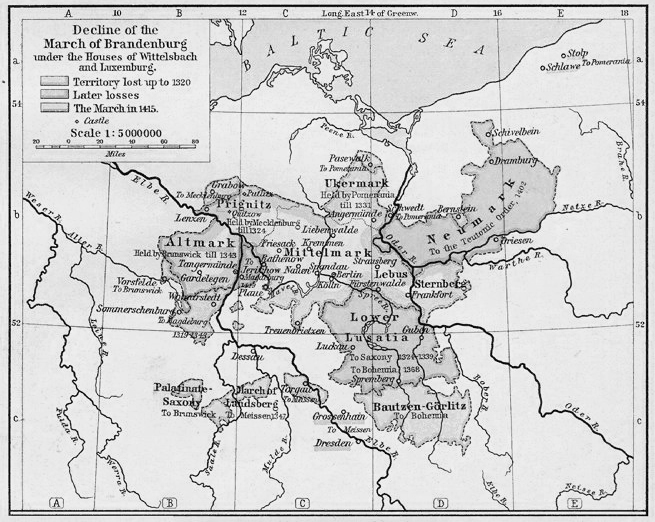 A 10 B 12 C Long. East 14 of Greenw. D 16 E 18
Decline of the
March of Brandenburg
under the Houses of Wittelsbach
and Luxemburg.
Territory lost up to 1320
Later losses
The March in 1415.
Castle
Scale 1:5000000
20 0 20 40 60 80
Miles
BALTIC SEA
a
54
b
52
c
Stolp
Schlawe To Pomerania
Peene R.
Schivelbein
Dramburg
Brahe R.
Pasewalk
To Pomerania
Ukermark
Held by Pomerania
till 1331
Angermünde
Schwedt
To Pomerania
Bernstein
Neumark
To the Teutonic Order, 1402
Netze R.
Driesen
Warthe R.
Elbe R.
Grabow
Putlitz
Prignitz
Quitzow
Held by Mecklenburg
till 1324
Lenzen
Weser R.
Aller R.
Altmark
Held by Brunswick till 1343
Tangermünde
Gardelegen
Vorsfelde
To Brunswick
Wolmirstedt
Sommerschenburg
To Magdeburg
Liebenwalde
Kremmen
Friesack
Mittelmark
Rathenow
Nauen
Spandau
Berlin
Kölln
Strausberg
Fürstenwalde
Lebus
Oder R.
Sternberg
Frankfort
To
Jerichow
Plaue
Havel
Spree R.
Treuenbrietzen
Lower
Lusatia
Luckau
Guben
To Saxony 1324-1339
To Bohemia 1368
Spremberg
Dessau
Palatinate-
Saxony
To Brunswick
March of
Landsberg
To Meissen 1347
Torgau
To Meissen
Bautzen-Görlitz
To Bohemia
Grossenhain
To Meissen
Dresden
Elbe R.
Bober R.
Oder R.
Leine R.
Fulda R.
Werra R.
Saale R.
Mulde R.
Elbe R.
Neisse R.
A B C D E